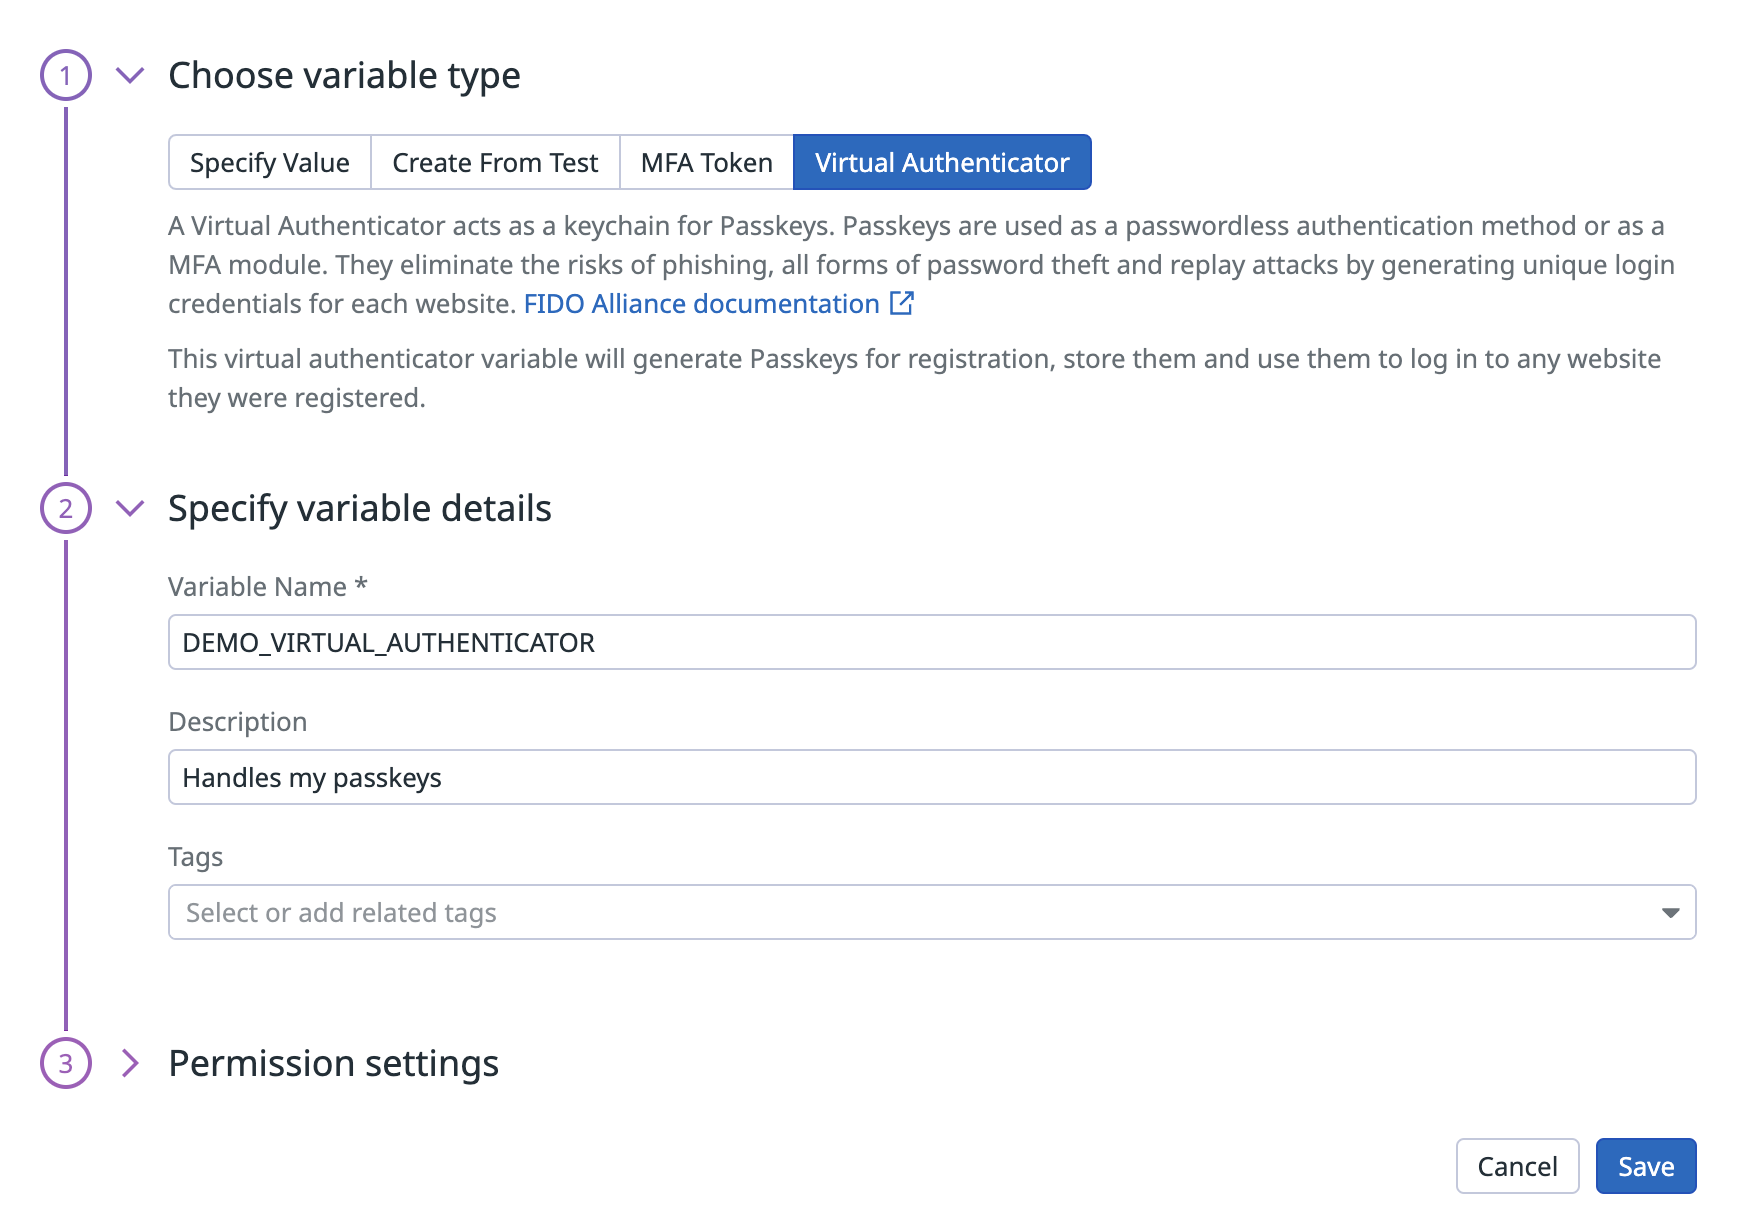 1 Choose variable type
Specify Value Create From Test MFA Token Virtual Authenticator
A Virtual Authenticator acts as a keychain for Passkeys. Passkeys are used as a passwordless authentication method or as a
MFA module. They eliminate the risks of phishing, all forms of password theft and replay attacks by generating unique login
credentials for each website. FIDO Alliance documentation
This virtual authenticator variable will generate Passkeys for registration, store them and use them to log in to any website
they were registered.
2 Specify variable details
Variable Name *
DEMO_VIRTUAL_AUTHENTICATOR
Description
Handles my passkeys
Tags
Select or add related tags
3 Permission settings
Cancel Save